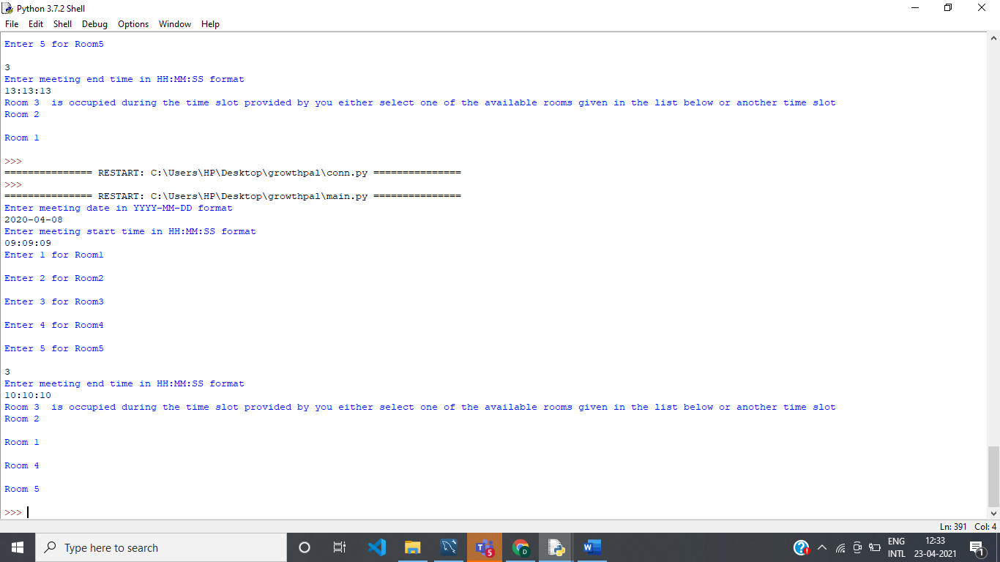 Python 3.7.2 Shell
File Edit Shell Debug Options Window Help
Enter 5 for Room5
3
Enter meeting end time in HH:MM:SS format
13:13:13
Room 3  is occupied during the time slot provided by you either select one of the available rooms given in the list below or another time slot
Room 2
Room 1
>>>
=============== RESTART: C:\Users\HP\Desktop\growthpal\conn.py ===============
>>>
=============== RESTART: C:\Users\HP\Desktop\growthpal\main.py ===============
Enter meeting date in YYYY-MM-DD format
2020-04-08
Enter meeting start time in HH:MM:SS format
09:09:09
Enter 1 for Room1
Enter 2 for Room2
Enter 3 for Room3
Enter 4 for Room4
Enter 5 for Room5
3
Enter meeting end time in HH:MM:SS format
10:10:10
Room 3  is occupied during the time slot provided by you either select one of the available rooms given in the list below or another time slot
Room 2
Room 1
Room 4
Room 5
>>>
Ln: 391 Col: 4
Type here to search
T 5
D
W
ENG
INTL
12:33
23-04-2021
1